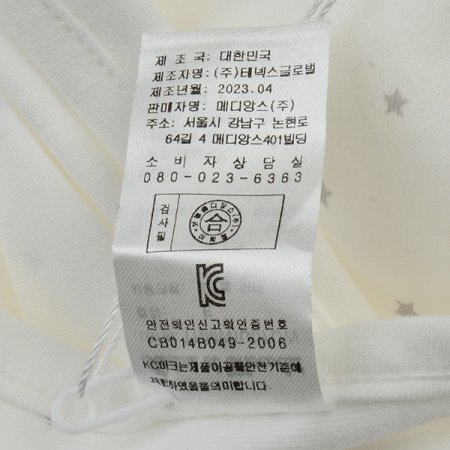 제 조 국: 대한민국
제조자명: (주)테넥스글로벌
제조년월: 2023.04
판매자명: 메디앙스(주)
주소: 서울시 강남구 논현로
64길 4 메디앙스401빌딩
소 비 자 상 담 실
080-023-6363
검사필
合
안전확인신고확인증번호
CB014B049-2006
KC마크는 제품이 공통안전기준에
적합하였음을 의미합니다